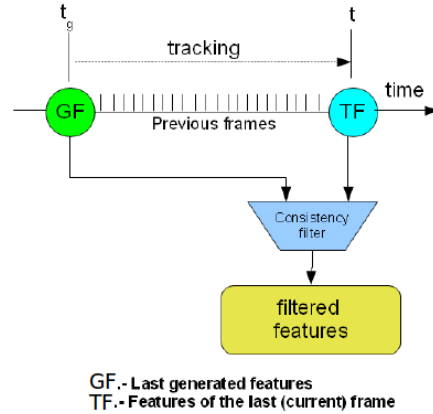 t_g
t
tracking
GF
TF
time
Previous frames
Consistency
filter
filtered
features
GF.- Last generated features
TF.- Features of the last (current) frame